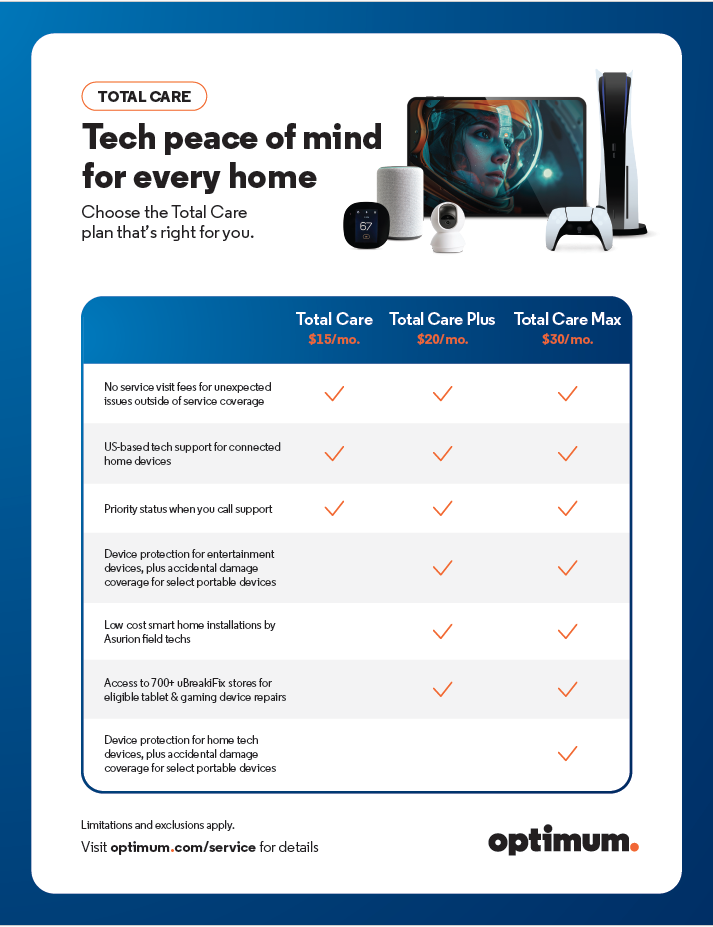 TOTAL CARE
Tech peace of mind
for every home
Choose the Total Care
plan that's right for you.
67
Total Care Total Care Plus Total Care Max
$15/mo. $20/mo. $30/mo.
No service visit fees for unexpected
issues outside of service coverage
US-based tech support for connected
home devices
Priority status when you call support
Device protection for entertainment
devices, plus accidental damage
coverage for select portable devices
Low cost smart home installations by
Asurion field techs
Access to 700+ uBreakiFix stores for
eligible tablet & gaming device repairs
Device protection for home tech
devices, plus accidental damage
coverage for select portable devices
Limitations and exclusions apply.
Visit optimum.com/service for details
optimum.